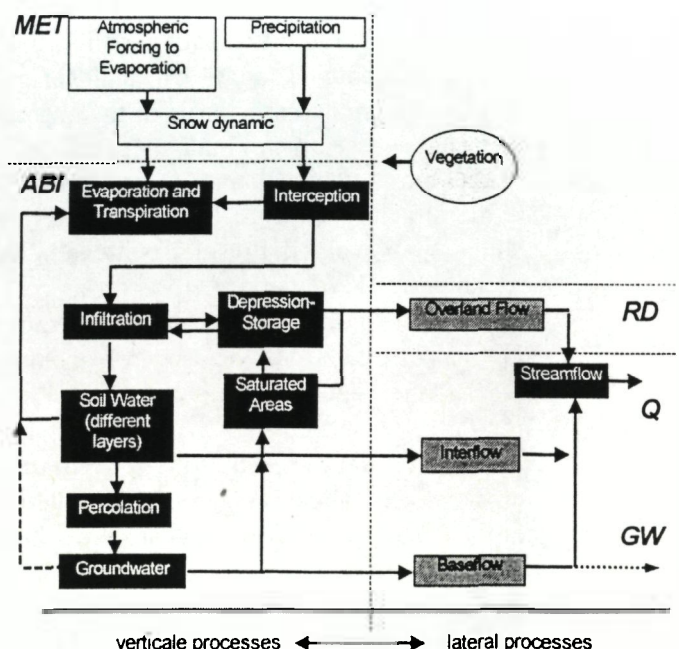 MET
Atmospheric
Forcing to
Evaporation
Precipitation
Snow dynamic
Vegetation
ABI
Evaporation and
Transpiration
Interception
Infiltration
Depression-
Storage
Overland Flow
RD
Saturated
Areas
Streamflow
Q
Soil Water
(different
layers)
Interflow
Percolation
GW
Groundwater
Baseflow
verticale processes
lateral processes